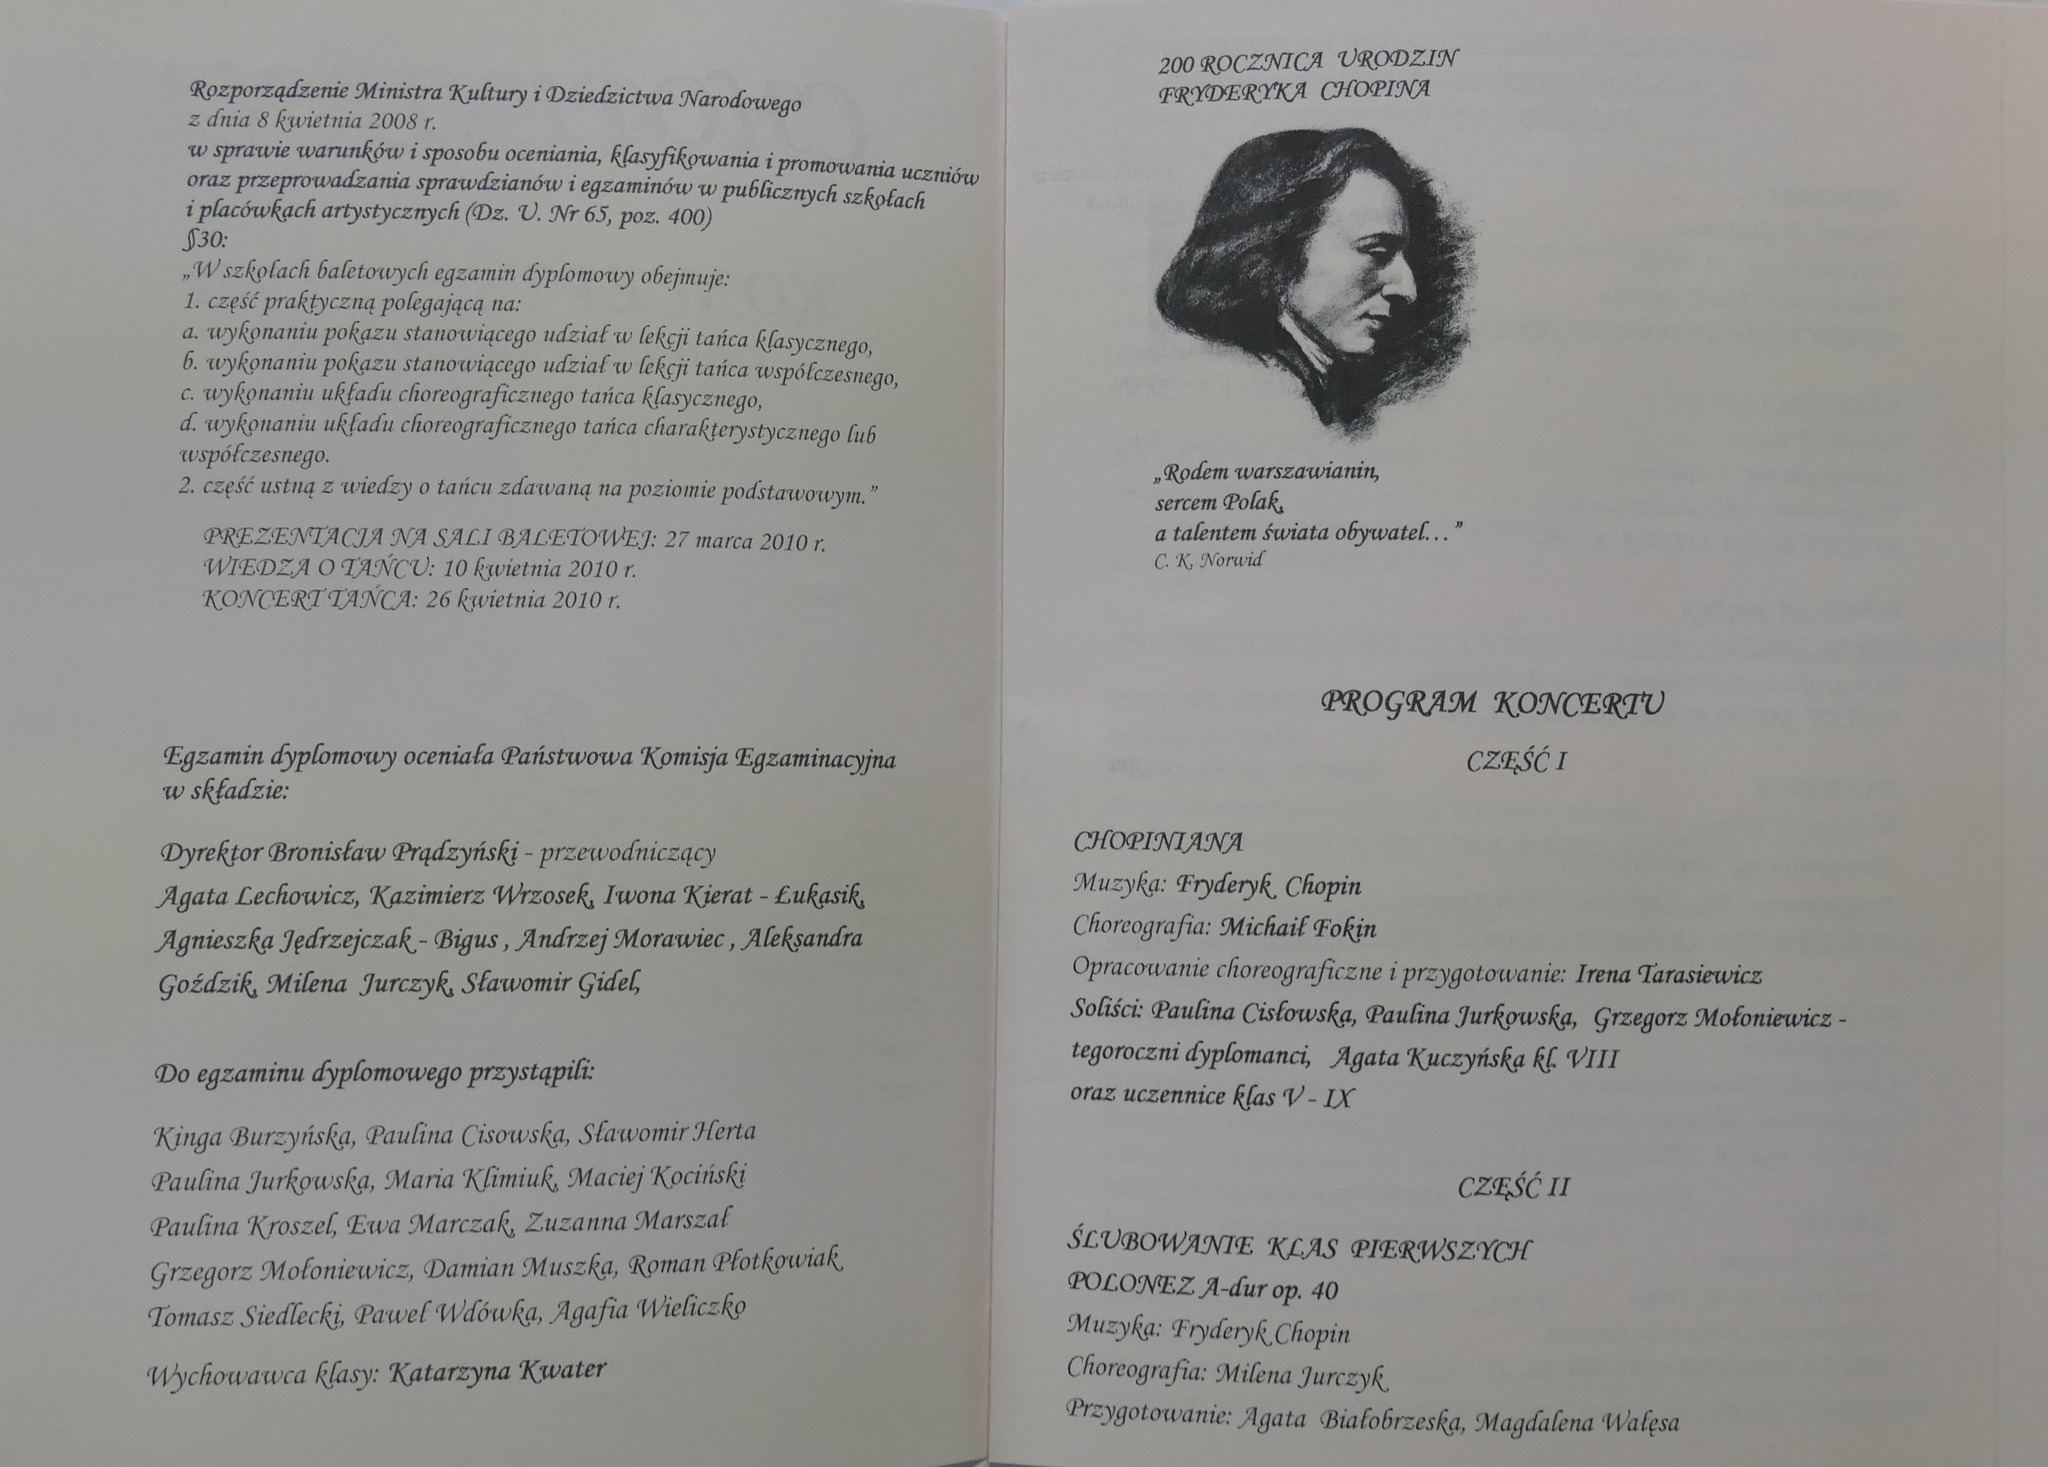 Rozporządzenie Ministra Kultury i Dziedzictwa Narodowego
z dnia 8 kwietnia 2008 r.
w sprawie warunków i sposobu oceniania, klasyfikowania i promowania uczniów
oraz przeprowadzania sprawdzianów i egzaminów w publicznych szkołach
i placówkach artystycznych (Dz. U. Nr 65, poz. 400)
§30:
„W szkołach baletowych egzamin dyplomowy obejmuje:
1. część praktyczną polegającą na:
a. wykonaniu pokazu stanowiącego udział w lekcji tańca klasycznego,
b. wykonaniu pokazu stanowiącego udział w lekcji tańca współczesnego,
c. wykonaniu układu choreograficznego tańca klasycznego,
d. wykonaniu układu choreograficznego tańca charakterystycznego lub
współczesnego.
2. część ustną z wiedzy o tańcu zdawaną na poziomie podstawowym.”
PREZENTACJA NA SALI BALETOWEJ: 27 marca 2010 r.
WIEDZA O TAŃCU: 10 kwietnia 2010 r.
KONCERT TAŃCA: 26 kwietnia 2010 r.
Egzamin dyplomowy oceniała Państwowa Komisja Egzaminacyjna
w składzie:
Dyrektor Bronisław Prądzyński - przewodniczący
Agata Lechowicz, Kazimierz Wrzosek, Iwona Kierat - Łukasik,
Agnieszka Jędrzejczak - Bigus , Andrzej Morawiec , Aleksandra
Goździk, Milena Jurczyk, Sławomir Gidel,
Do egzaminu dyplomowego przystąpili:
Kinga Burzyńska, Paulina Cisowska, Sławomir Herta
Paulina Jurkowska, Maria Klimiuk, Maciej Kociński
Paulina Kroszel, Ewa Marczak, Zuzanna Marszał
Grzegorz Mołoniewicz, Damian Muszka, Roman Płotkowiak
Tomasz Siedlecki, Paweł Wdówka, Agafia Wieliczko
Wychowawca klasy: Katarzyna Kwater
200 ROCZNICA URODZIN
FRYDERYKA CHOPINA
„Rodem warszawianin,
sercem Polak,
a talentem świata obywatel...”
C. K. Norwid
PROGRAM KONCERTU
CZĘŚĆ I
CHOPINIANA
Muzyka: Fryderyk Chopin
Choreografia: Michaił Fokin
Opracowanie choreograficzne i przygotowanie: Irena Tarasiewicz
Soliści: Paulina Cisłowska, Paulina Jurkowska, Grzegorz Mołoniewicz -
tegoroczni dyplomanci, Agata Kuczyńska kl. VIII
oraz uczennice klas V - IX
CZĘŚĆ II
ŚLUBOWANIE KLAS PIERWSZYCH
POLONEZ A-dur op. 40
Muzyka: Fryderyk Chopin
Choreografia: Milena Jurczyk
Przygotowanie: Agata Białobrzeska, Magdalena Wałęsa